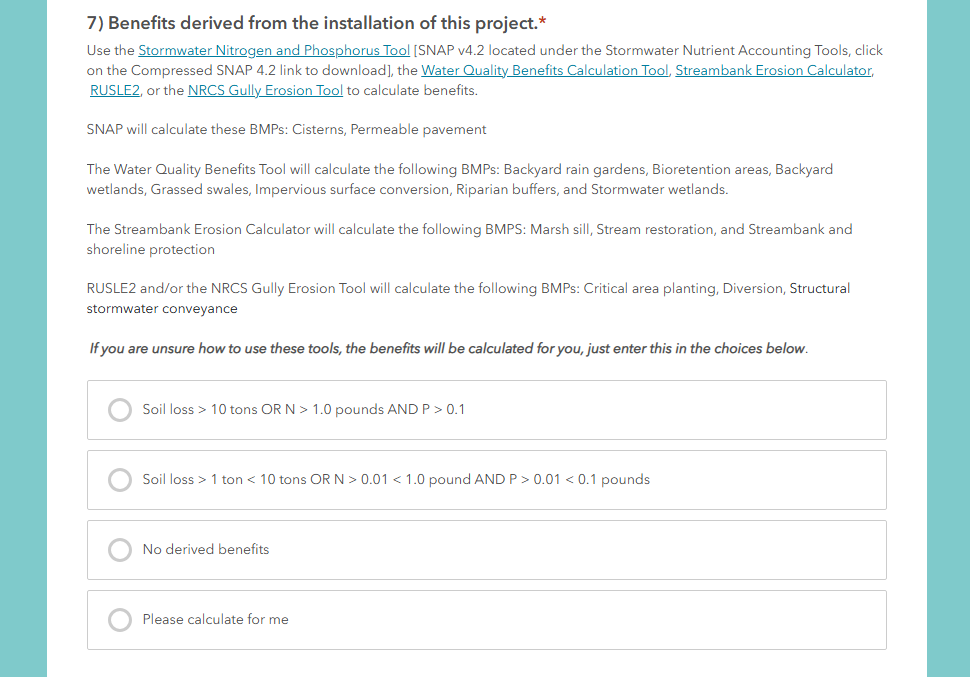 7) Benefits derived from the installation of this project.*
Use the Stormwater Nitrogen and Phosphorus Tool [SNAP v4.2 located under the Stormwater Nutrient Accounting Tools, click
on the Compressed SNAP 4.2 link to download], the Water Quality Benefits Calculation Tool, Streambank Erosion Calculator,
RUSLE2, or the NRCS Gully Erosion Tool to calculate benefits.
SNAP will calculate these BMPs: Cisterns, Permeable pavement
The Water Quality Benefits Tool will calculate the following BMPs: Backyard rain gardens, Bioretention areas, Backyard
wetlands, Grassed swales, Impervious surface conversion, Riparian buffers, and Stormwater wetlands.
The Streambank Erosion Calculator will calculate the following BMPS: Marsh sill, Stream restoration, and Streambank and
shoreline protection
RUSLE2 and/or the NRCS Gully Erosion Tool will calculate the following BMPs: Critical area planting, Diversion, Structural
stormwater conveyance
If you are unsure how to use these tools, the benefits will be calculated for you, just enter this in the choices below.
Soil loss > 10 tons OR N > 1.0 pounds AND P > 0.1
Soil loss > 1 ton < 10 tons OR N > 0.01 < 1.0 pound AND P > 0.01 < 0.1 pounds
No derived benefits
Please calculate for me